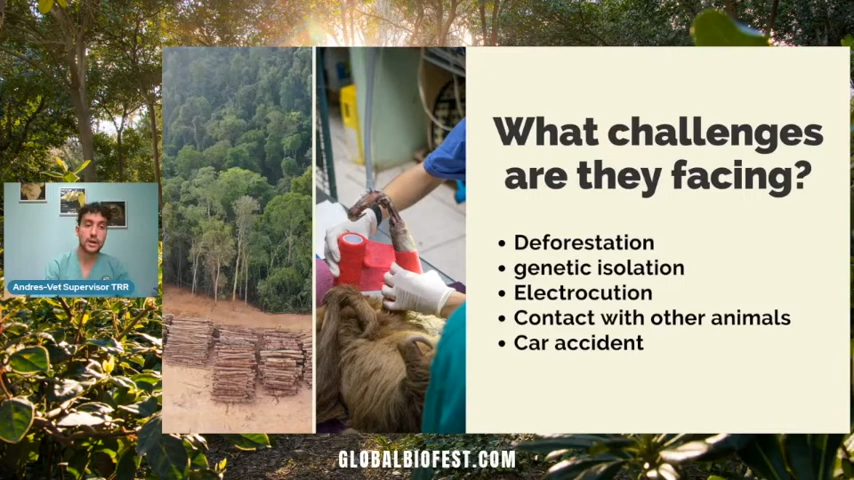 What challenges
are they facing?
Deforestation
genetic isolation
Electrocution
Contact with other animals
Car accident
Andres-Vet Supervisor TRR
GLOBALBIOFEST.COM